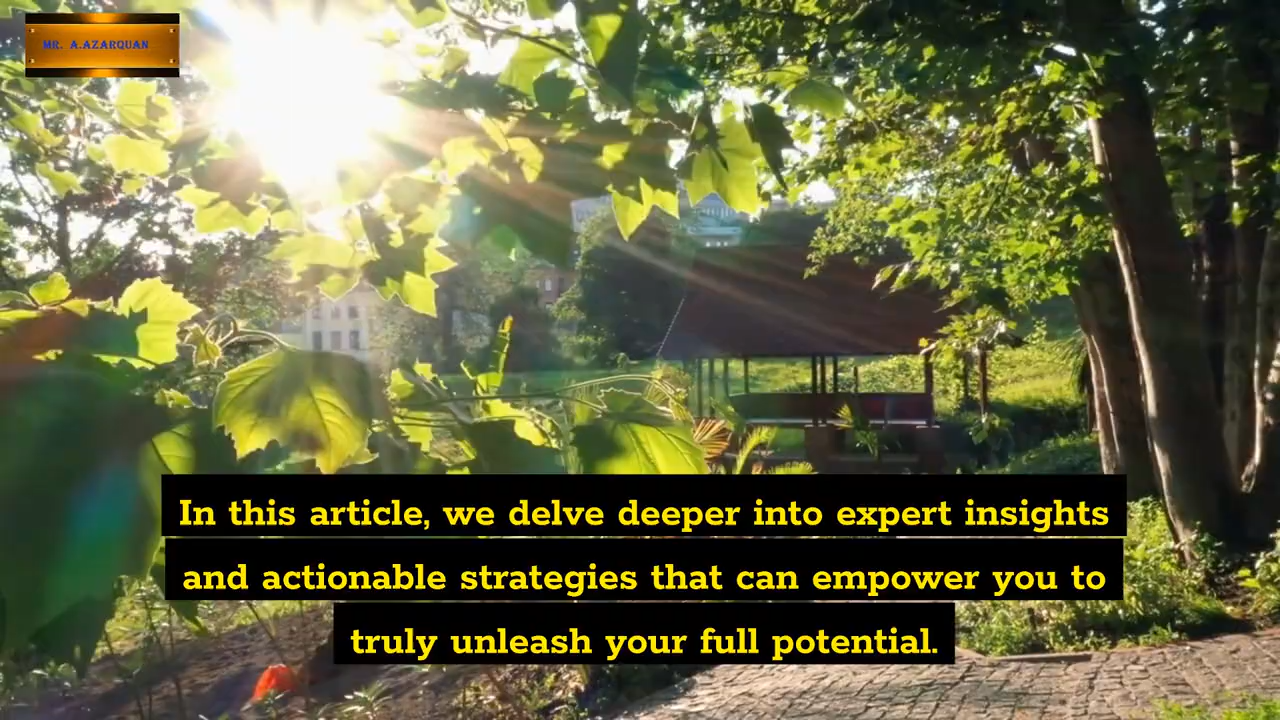 MR. A.AZARQUAN
In this article, we delve deeper into expert insights
and actionable strategies that can empower you to
truly unleash your full potential.